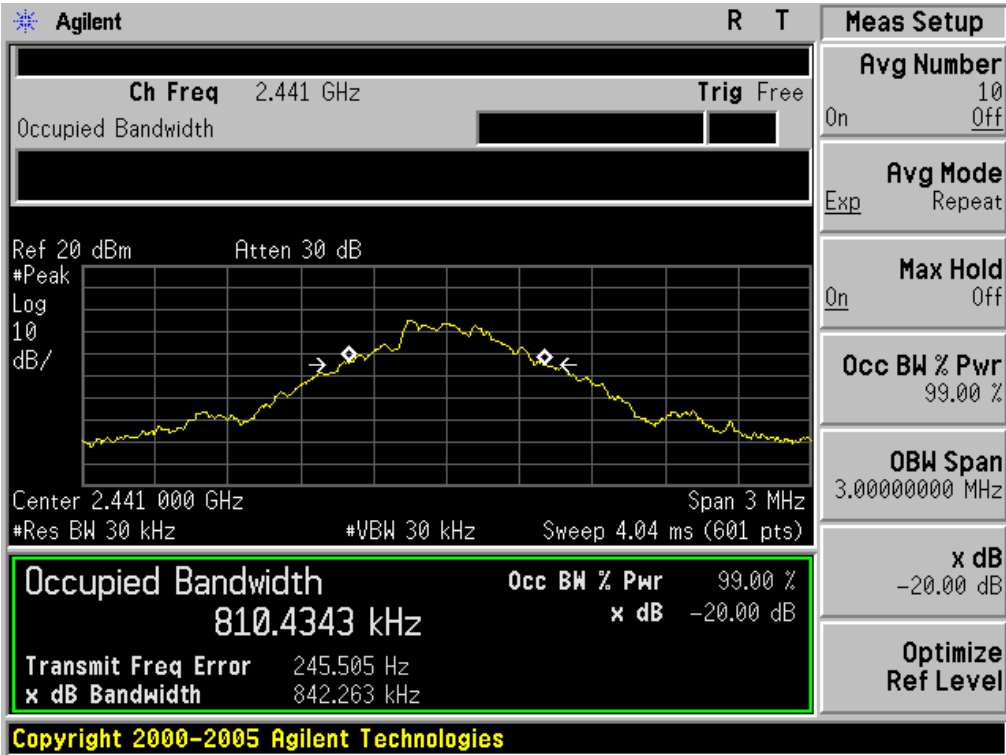 Agilent R T
Ch Freq 2.441 GHz Trig Free
Occupied Bandwidth
Ref 20 dBm Atten 30 dB
#Peak
Log
10
dB/
Center 2.441 000 GHz Span 3 MHz
#Res BW 30 kHz #VBW 30 kHz Sweep 4.04 ms (601 pts)
Occupied Bandwidth Occ BW % Pwr 99.00 %
810.4343 kHz x dB -20.00 dB
Transmit Freq Error 245.505 Hz
x dB Bandwidth 842.263 kHz
Copyright 2000-2005 Agilent Technologies
Meas Setup
Avg Number
10
On Off
Avg Mode
Exp Repeat
Max Hold
On Off
Occ BW % Pwr
99.00 %
OBW Span
3.00000000 MHz
x dB
-20.00 dB
Optimize
Ref Level